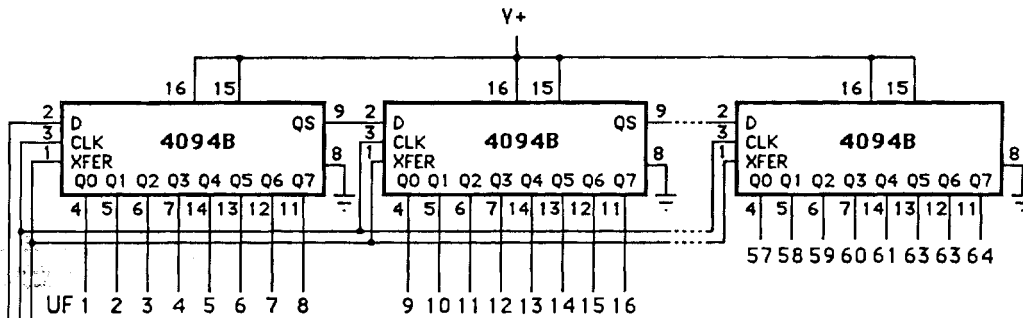 V+
16 15 16 15 16 15
2 D QS 9 2 D QS 9 2 D
3 CLK 4094B 3 CLK 4094B 3 CLK 4094B
1 XFER 8 1 XFER 8 1 XFER 8
Q0 Q1 Q2 Q3 Q4 Q5 Q6 Q7 Q0 Q1 Q2 Q3 Q4 Q5 Q6 Q7 Q0 Q1 Q2 Q3 Q4 Q5 Q6 Q7
4 5 6 7 14 13 12 11 4 5 6 7 14 13 12 11 4 5 6 7 14 13 12 11
57 58 59 60 61 63 63 64
UF 1 2 3 4 5 6 7 8 9 10 11 12 13 14 15 16